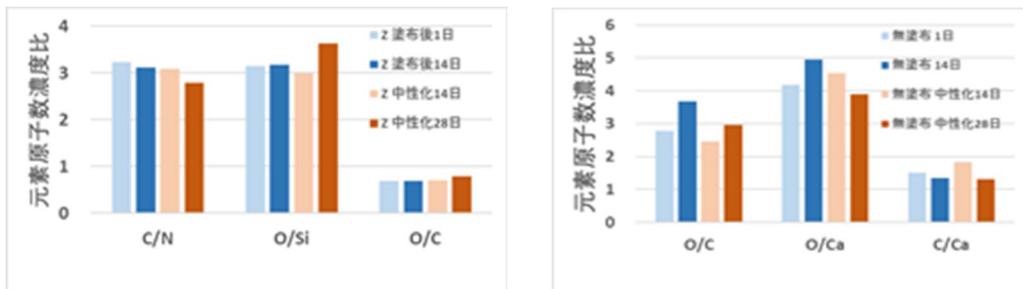 元素原子数濃度比
4
3
2
1
0
Z 塗布後1日
Z 塗布後14日
Z 中性化14日
Z 中性化28日
C/N
O/Si
O/C
元素原子数濃度比
6
5
4
3
2
1
0
無塗布 1日
無塗布 14日
無塗布 中性化14日
無塗布 中性化28日
O/C
O/Ca
C/Ca